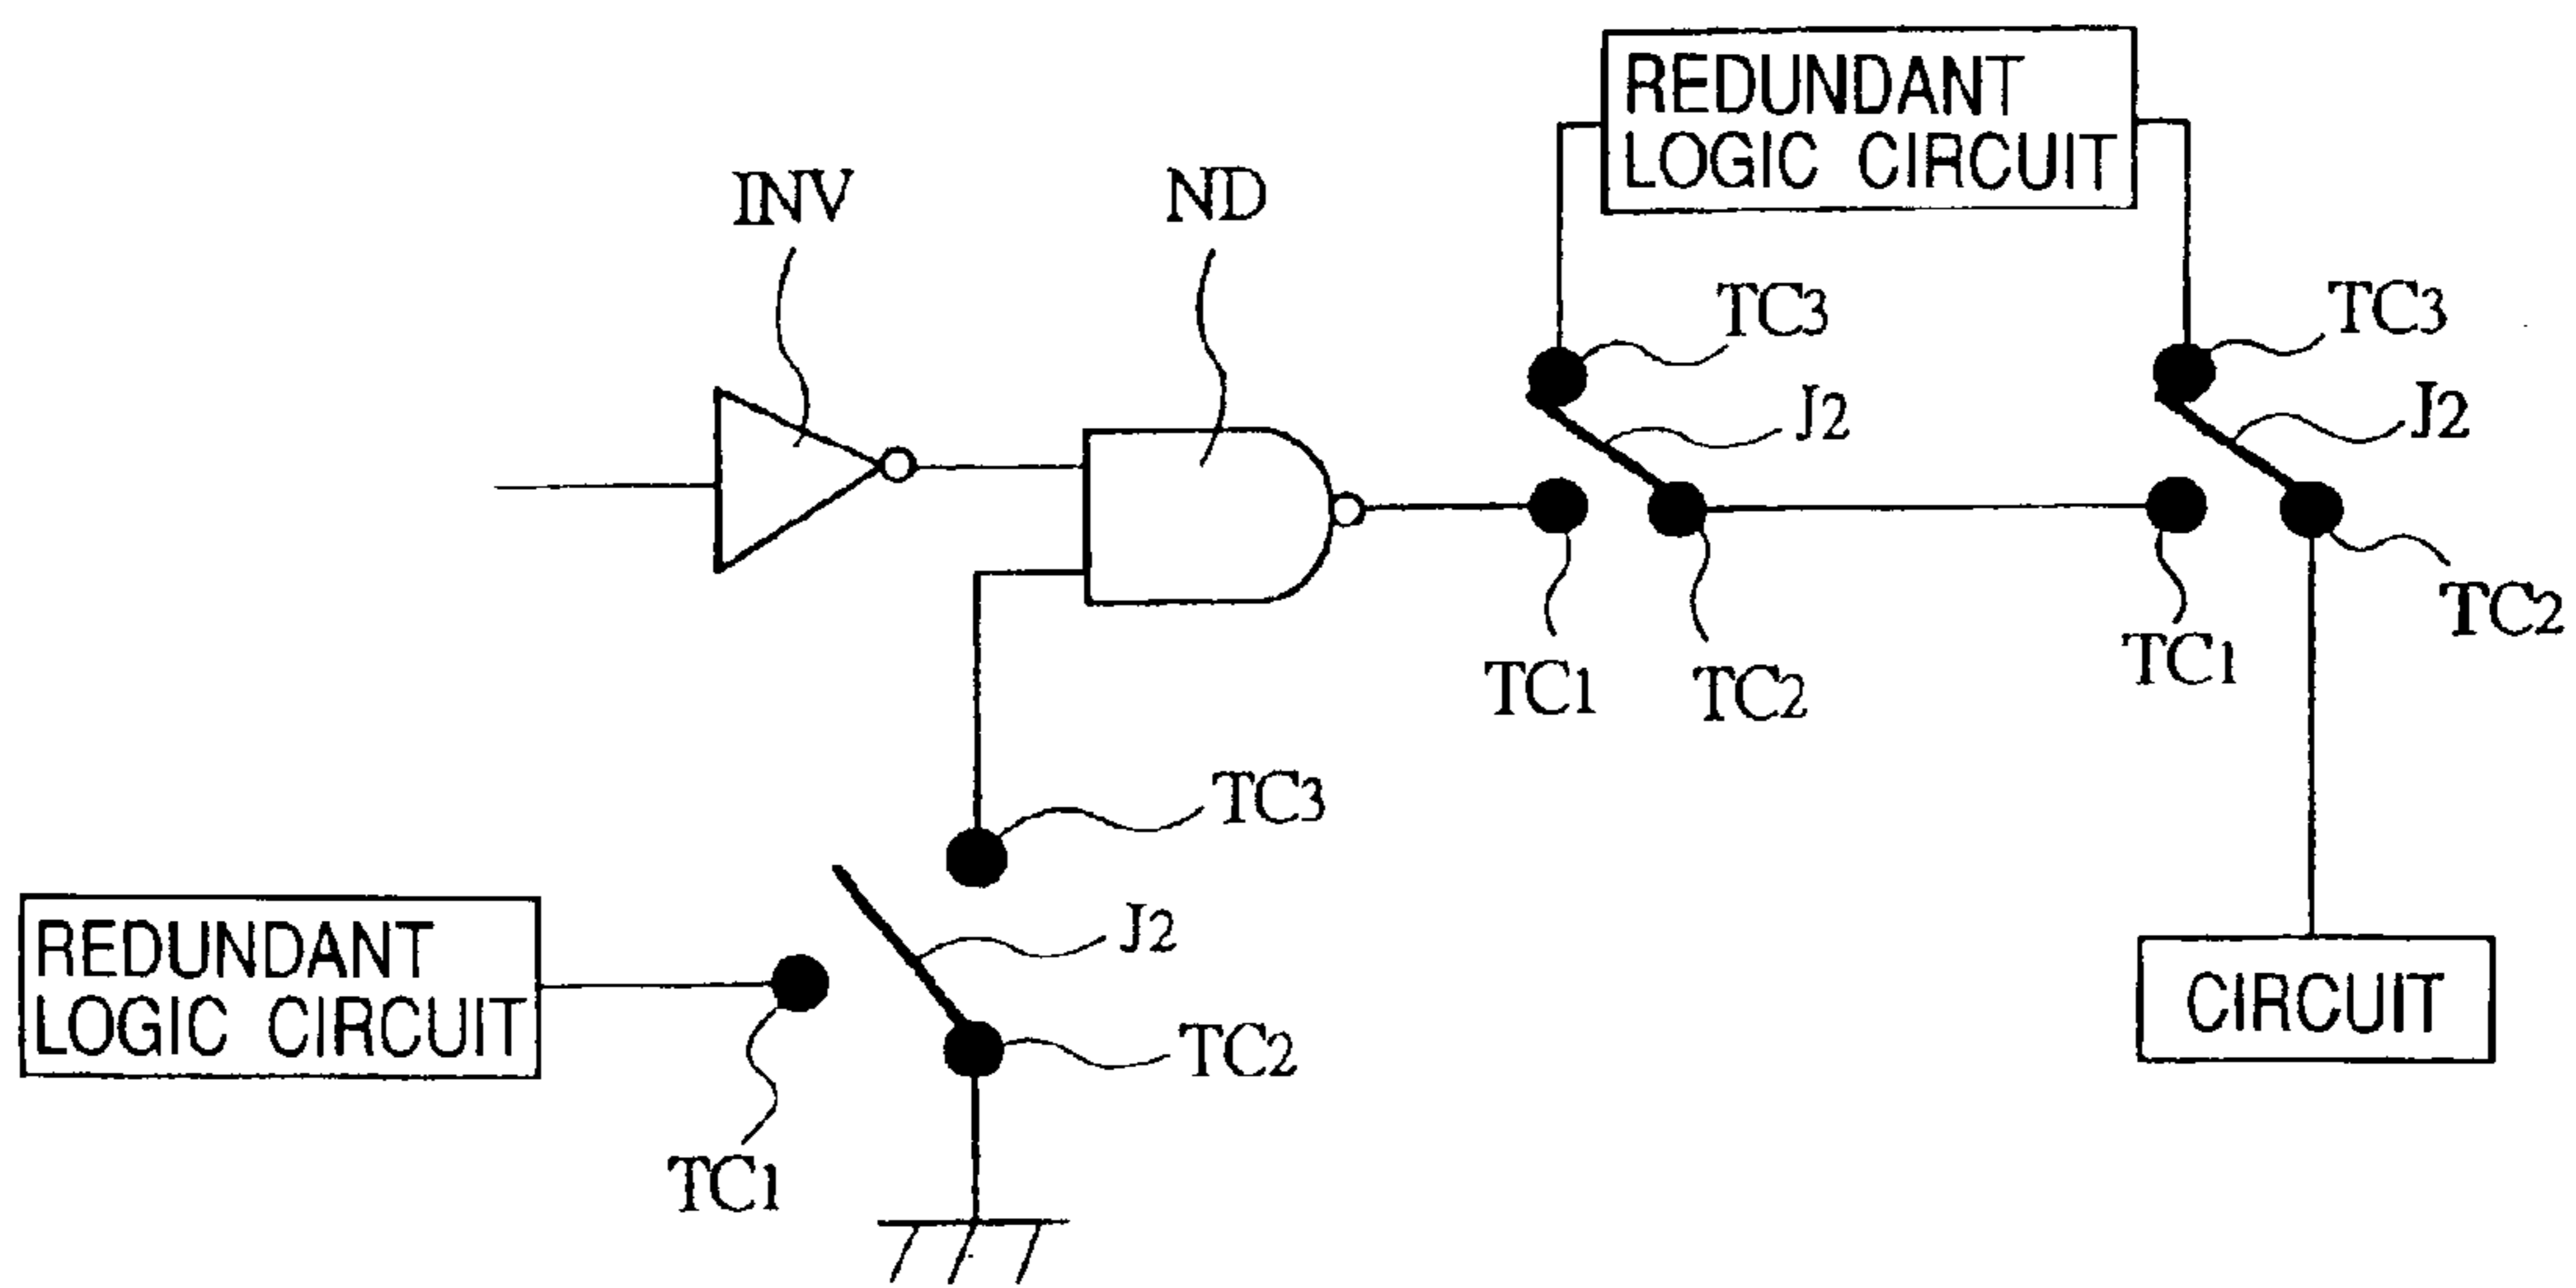 REDUNDANT
LOGIC CIRCUIT
INV
ND
TC3
TC3
J2
J2
TC1
TC2
TC1
TC2
TC3
REDUNDANT
LOGIC CIRCUIT
J2
TC2
TC1
CIRCUIT